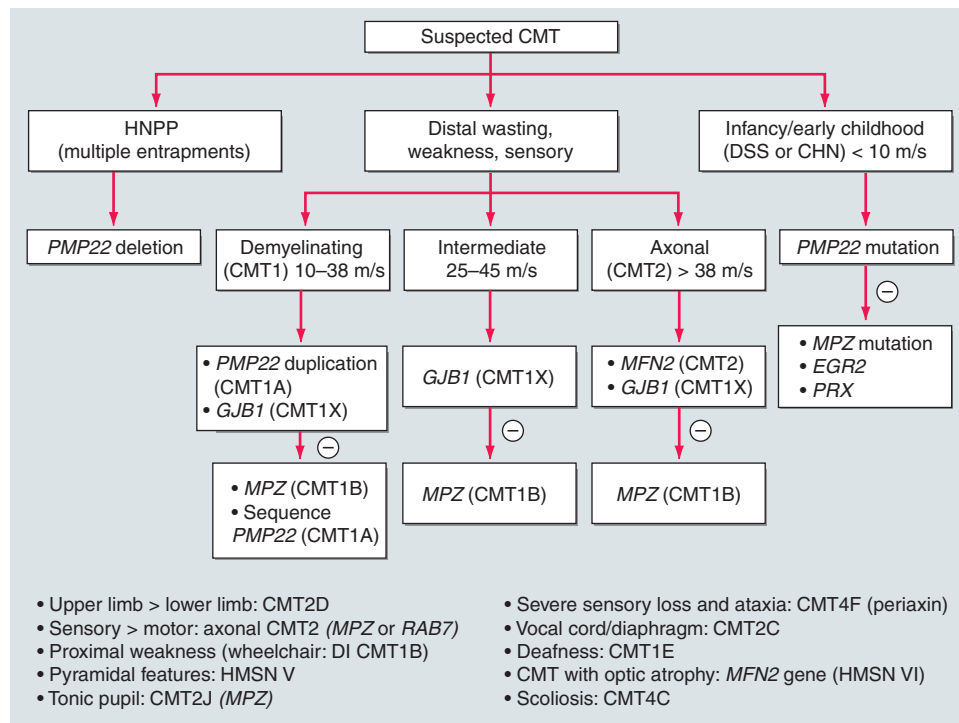 Suspected CMT
HNPP
(multiple entrapments)
Distal wasting,
weakness, sensory
Infancy/early childhood
(DSS or CHN) < 10 m/s
PMP22 deletion
Demyelinating
(CMT1) 10–38 m/s
Intermediate
25–45 m/s
Axonal
(CMT2) > 38 m/s
PMP22 mutation
−
• PMP22 duplication
(CMT1A)
• GJB1 (CMT1X)
GJB1 (CMT1X)
• MFN2 (CMT2)
• GJB1 (CMT1X)
• MPZ mutation
• EGR2
• PRX
−
−
−
• MPZ (CMT1B)
• Sequence
PMP22 (CMT1A)
MPZ (CMT1B)
MPZ (CMT1B)
• Upper limb > lower limb: CMT2D
• Sensory > motor: axonal CMT2 (MPZ or RAB7)
• Proximal weakness (wheelchair: DI CMT1B)
• Pyramidal features: HMSN V
• Tonic pupil: CMT2J (MPZ)
• Severe sensory loss and ataxia: CMT4F (periaxin)
• Vocal cord/diaphragm: CMT2C
• Deafness: CMT1E
• CMT with optic atrophy: MFN2 gene (HMSN VI)
• Scoliosis: CMT4C